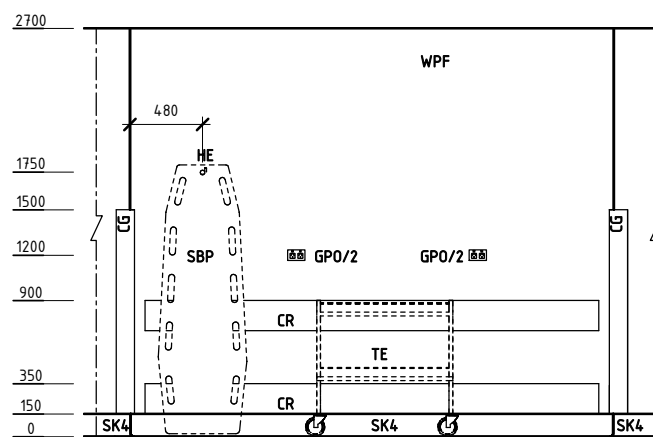 2700
WPF
480
HE
1750
1500
CG
CG
1200
SBP
GPO/2
GPO/2
900
CR
TE
350
CR
150
SK4
SK4
SK4
0